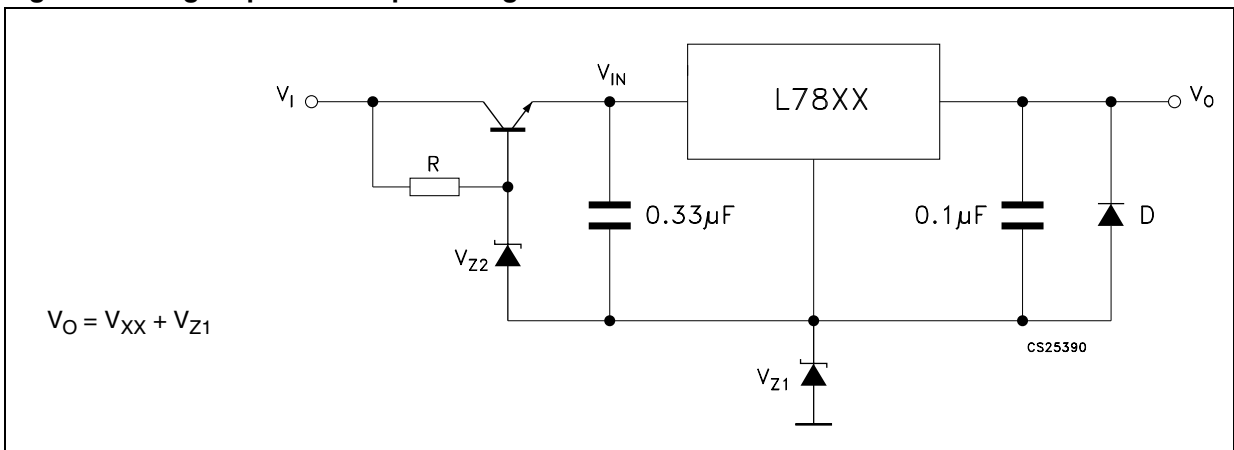 V_I
V_IN
L78XX
V_O
R
0.33µF
0.1µF
D
V_Z2
V_O = V_XX + V_Z1
CS25390
V_Z1